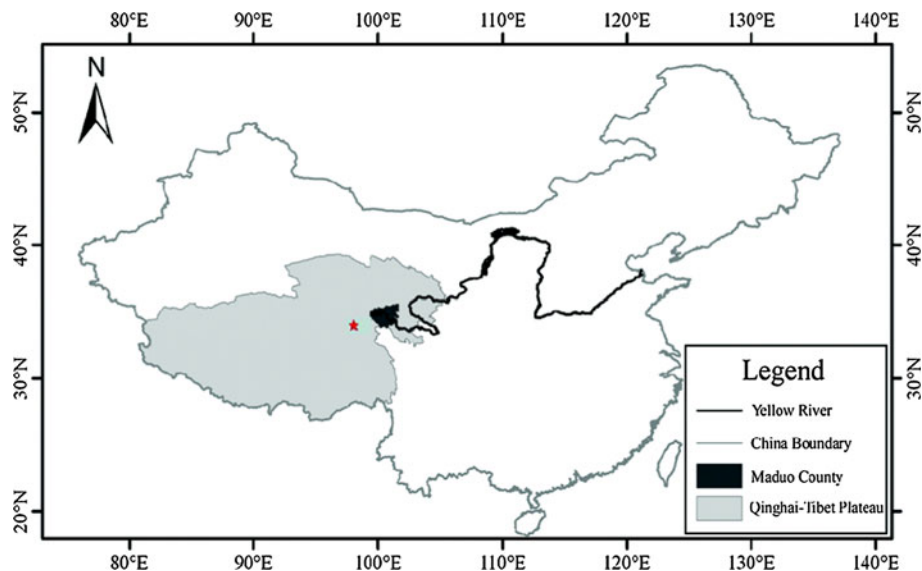 80°E 90°E 100°E 110°E 120°E 130°E 140°E
N
50°N 50°N
40°N 40°N
30°N 30°N
20°N 20°N
Legend
Yellow River
China Boundary
Maduo County
Qinghai-Tibet Plateau
80°E 90°E 100°E 110°E 120°E 130°E 140°E